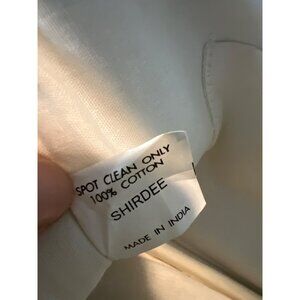 SPOT CLEAN ONLY
100% COTTON
SHIRDEE
MADE IN INDIA